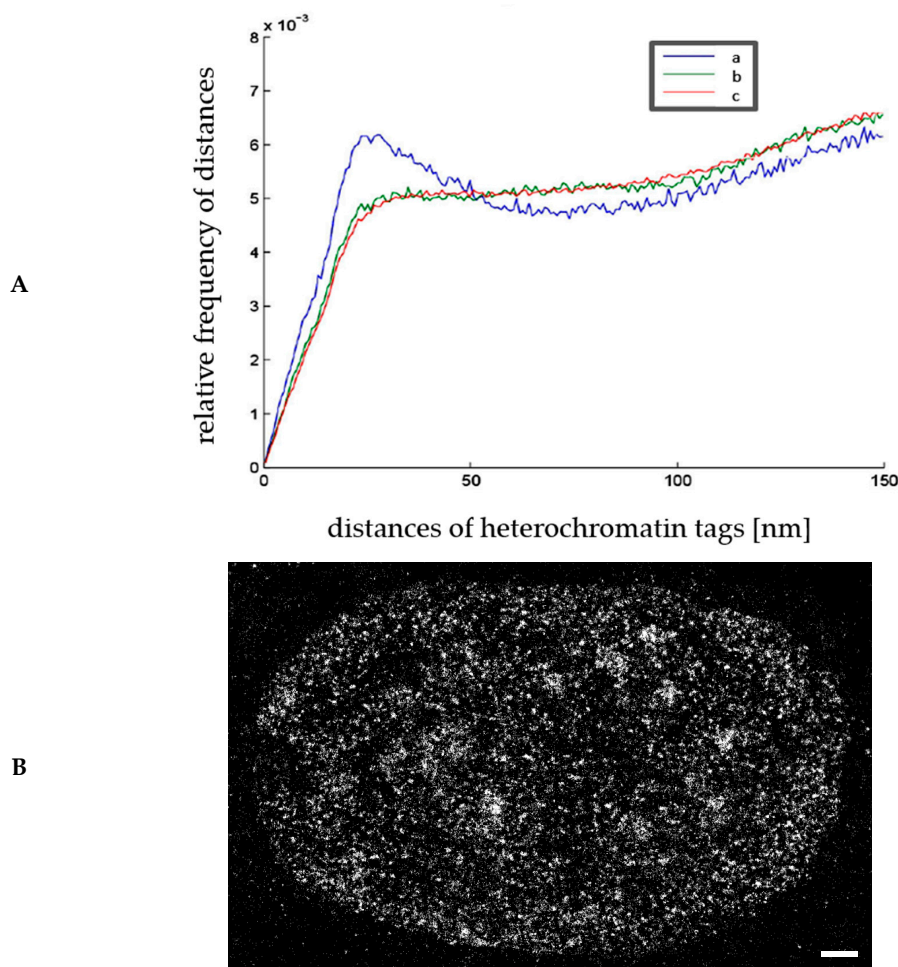 × 10⁻³
8
7
6
5
4
3
2
1
0
0 50 100 150
a
b
c
relative frequency of distances
distances of heterochromatin tags [nm]
A
B